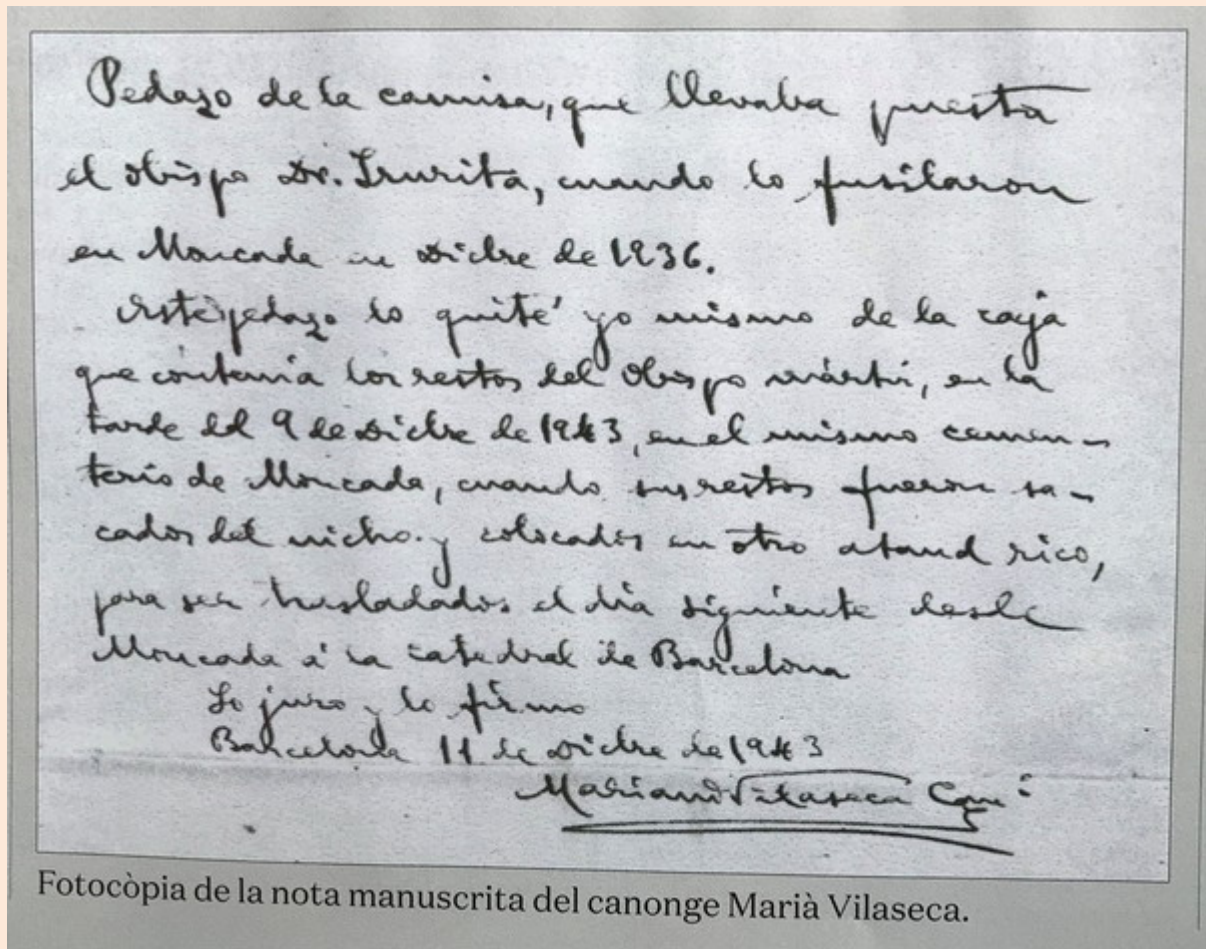 Pedazo de la camisa, que llevaba puesta
el obispo Dr. Irurita, cuando lo fusilaron
en Moncada en Dicbre de 1936.
Este pedazo lo quité yo mismo de la caja
que contenia los restos del Obispo mártir, en la
tarde del 9 de Dicbre de 1943, en el mismo cemen-
terio de Moncada, cuando sus restos fueron sa-
cados del nicho y colocados en otro ataud rico,
para ser trasladados el dia siguiente desde
Moncada á la catedral de Barcelona
Lo juro y lo firmo
Barcelona 11 de Dicbre de 1943
Mariano Vilaseca
Fotocòpia de la nota manuscrita del canonge Marià Vilaseca.